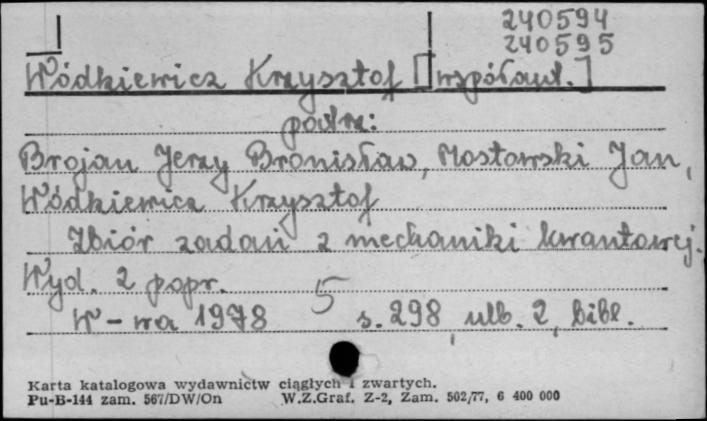 240594
240595
Wódkiewicz Krzysztof [współaut.]
podrz:
Brojan Jerzy Bronisław, Mostowski Jan,
Wódkiewicz Krzysztof
Zbiór zadań z mechaniki kwantowej.
Wyd. 2 popr.
W-wa 1978 5 s. 298, ulb. 2, bibl.
Karta katalogowa wydawnictw ciągłych i zwartych.
Pu-B-144 zam. 567/DW/On W.Z.Graf. Z-2, Zam. 502/77, 6 400 000